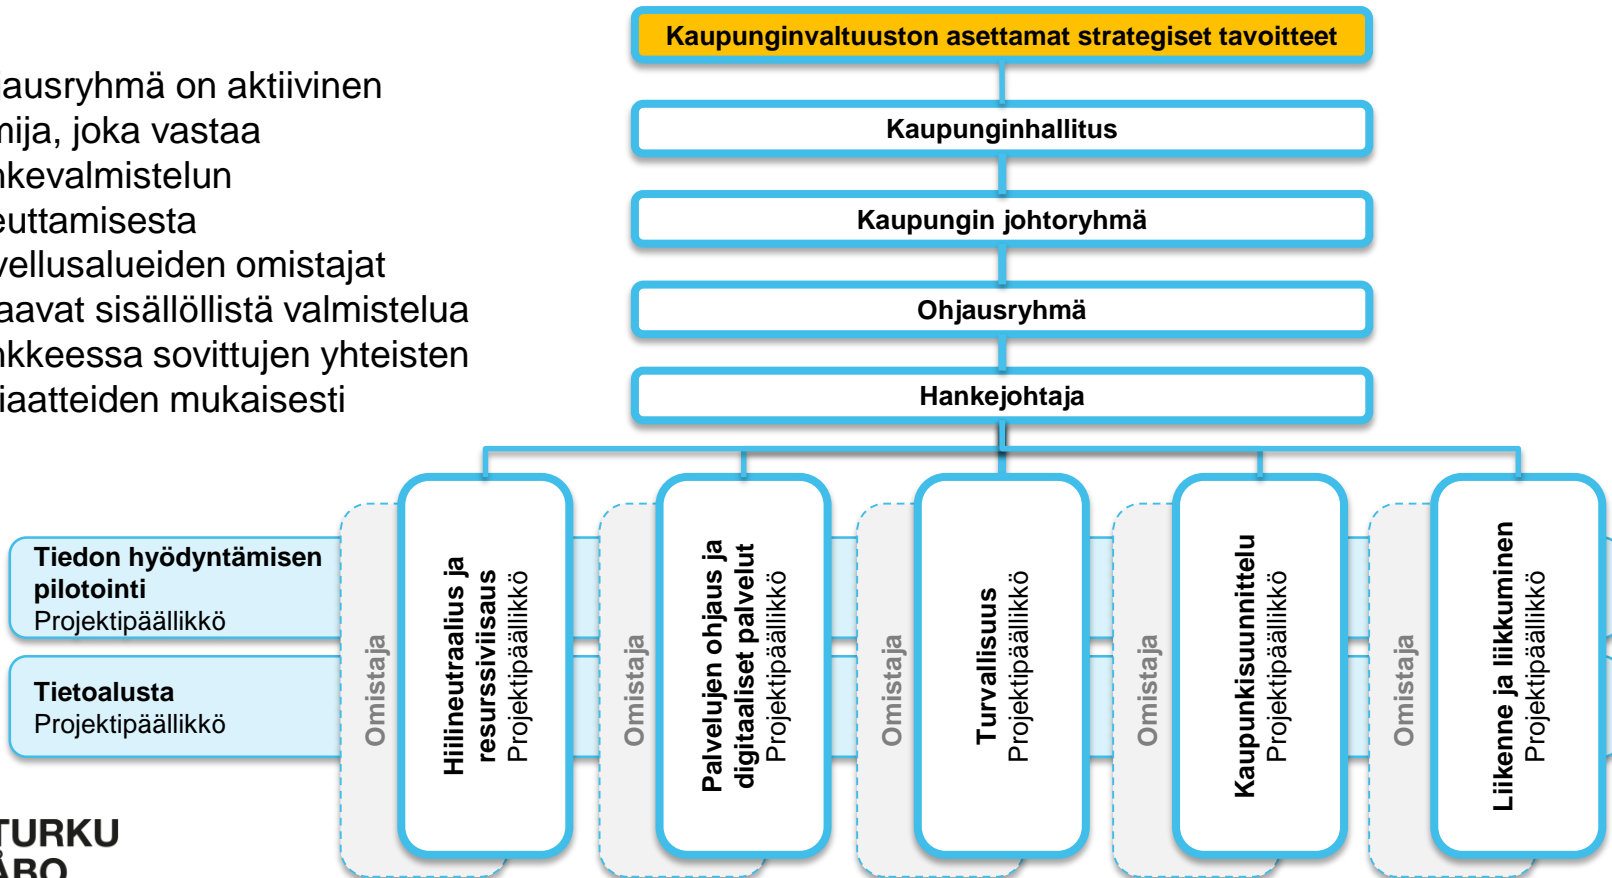 Kaupunginvaltuuston asettamat strategiset tavoitteet
jausryhmä on aktiivinen
mija, joka vastaa
nkevalmistelun
euttamisesta
vellusalueiden omistajat
aavat sisällöllistä valmistelua
nkkeessa sovittujen yhteisten
iaatteiden mukaisesti
Kaupunginhallitus
Kaupungin johtoryhmä
Ohjausryhmä
Hankejohtaja
Tiedon hyödyntämisen
pilotointi
Projektipäällikkö
Tietoalusta
Projektipäällikkö
Omistaja
Hiilineutraalius ja
resurssiviisaus
Projektipäällikkö
Omistaja
Palvelujen ohjaus ja
digitaaliset palvelut
Projektipäällikkö
Omistaja
Turvallisuus
Projektipäällikkö
Omistaja
Kaupunkisuunnittelu
Projektipäällikkö
Omistaja
Liikenne ja liikkuminen
Projektipäällikkö
TURKU
ÅBO